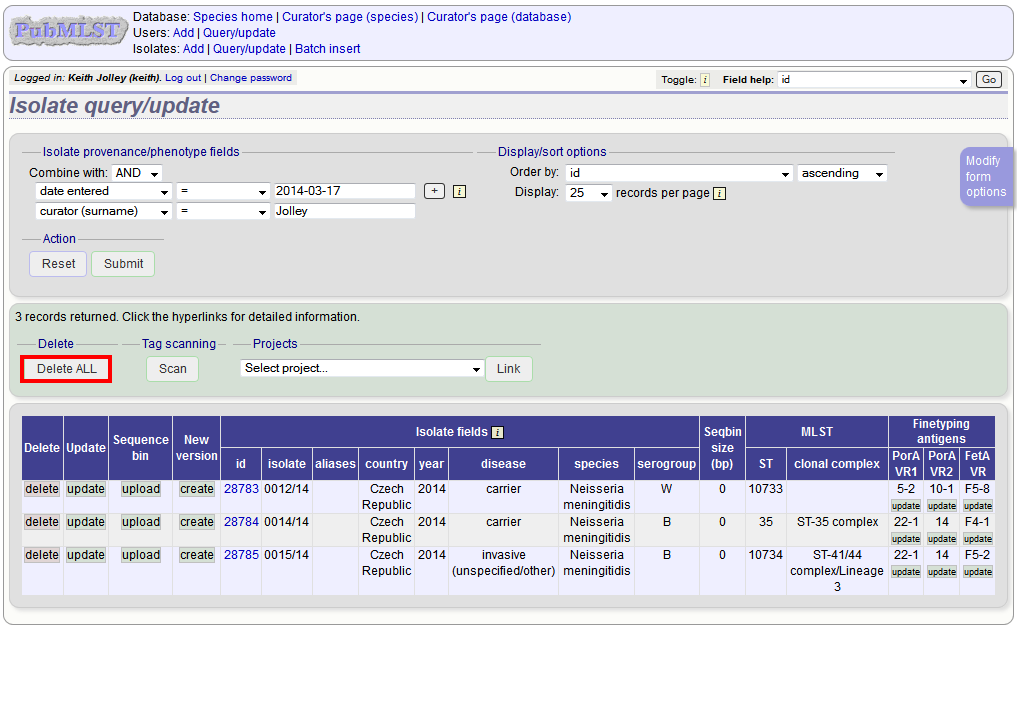 PubMLST
Database: Species home | Curator's page (species) | Curator's page (database)
Users: Add | Query/update
Isolates: Add | Query/update | Batch insert
Logged in: Keith Jolley (keith). Log out | Change password
Toggle: i Field help: id Go
Isolate query/update
Isolate provenance/phenotype fields
Display/sort options
Combine with: AND
date entered = 2014-03-17 + i
curator (surname) = Jolley
Order by: id ascending
Display: 25 records per page i
Modify
form
options
Action
Reset Submit
3 records returned. Click the hyperlinks for detailed information.
Delete Tag scanning Projects
Delete ALL Scan Select project... Link
Delete Update Sequence bin New version Isolate fields i Seqbin size (bp) MLST Finetyping antigens
id isolate aliases country year disease species serogroup ST clonal complex PorA VR1 PorA VR2 FetA VR
delete update upload create 28783 0012/14 Czech Republic 2014 carrier Neisseria meningitidis W 0 10733 5-2 update 10-1 update F5-8 update
delete update upload create 28784 0014/14 Czech Republic 2014 carrier Neisseria meningitidis B 0 35 ST-35 complex 22-1 update 14 update F4-1 update
delete update upload create 28785 0015/14 Czech Republic 2014 invasive (unspecified/other) Neisseria meningitidis B 0 10734 ST-41/44 complex/Lineage 3 22-1 update 14 update F5-2 update